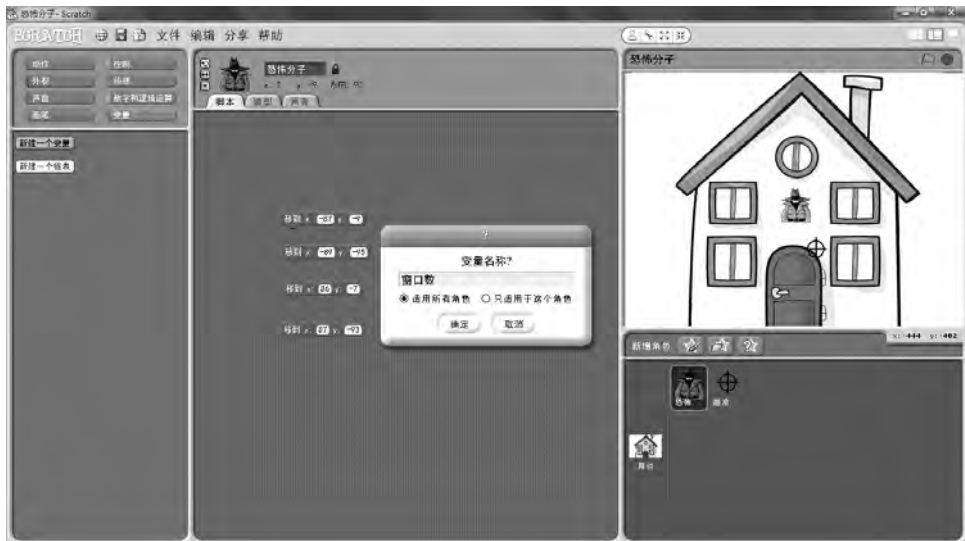 恐怖分子 - Scratch
SCRATCH 文件 编辑 分享 帮助
动作 控制
外观 侦测
声音 数字和逻辑运算
画笔 变量
新建一个变量
新建一个链表
恐怖分子
脚本 造型 声音
移到 x: -87 y: -9
移到 x: -89 y: -95
移到 x: 86 y: -7
移到 x: 87 y: -93
?
变量名称?
窗口数
适用所有角色 只适用于这个角色
确定 取消
恐怖分子
x: -444 y: -402
新增角色
恐怖 瞄准
舞台